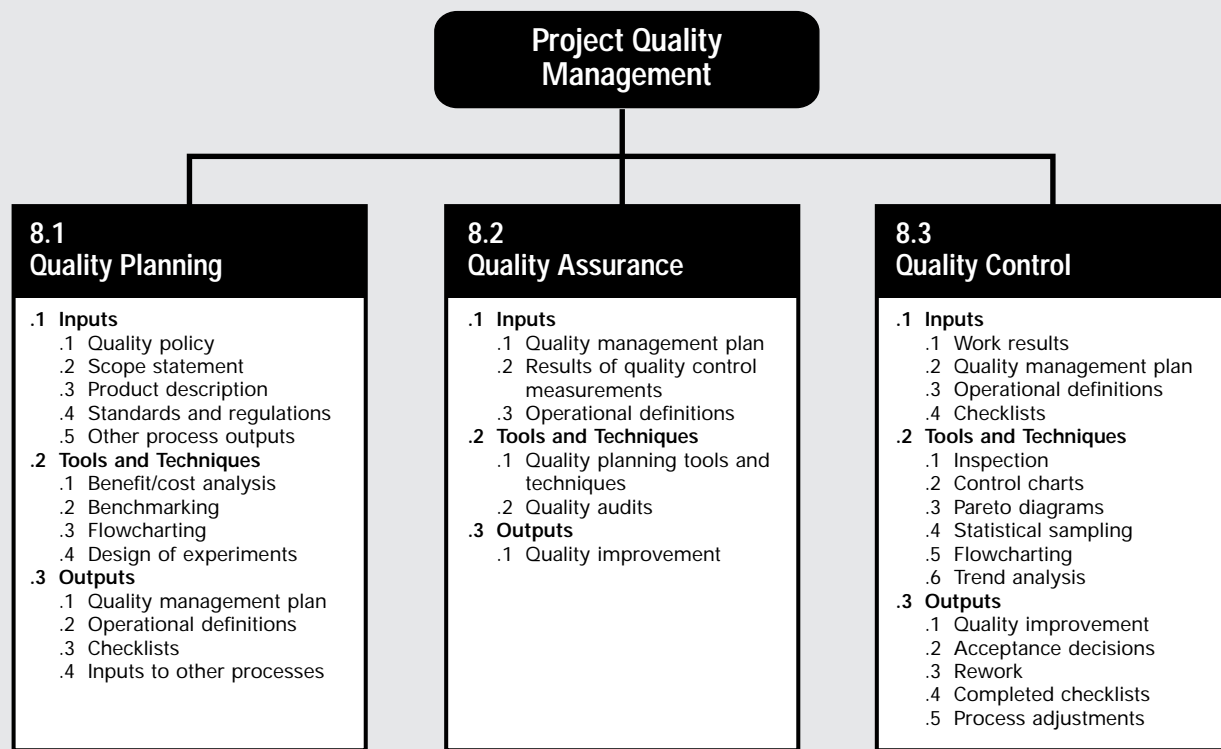 Project Quality
Management
8.1
Quality Planning
.1 Inputs
.1 Quality policy
.2 Scope statement
.3 Product description
.4 Standards and regulations
.5 Other process outputs
.2 Tools and Techniques
.1 Benefit/cost analysis
.2 Benchmarking
.3 Flowcharting
.4 Design of experiments
.3 Outputs
.1 Quality management plan
.2 Operational definitions
.3 Checklists
.4 Inputs to other processes
8.2
Quality Assurance
.1 Inputs
.1 Quality management plan
.2 Results of quality control
measurements
.3 Operational definitions
.2 Tools and Techniques
.1 Quality planning tools and
techniques
.2 Quality audits
.3 Outputs
.1 Quality improvement
8.3
Quality Control
.1 Inputs
.1 Work results
.2 Quality management plan
.3 Operational definitions
.4 Checklists
.2 Tools and Techniques
.1 Inspection
.2 Control charts
.3 Pareto diagrams
.4 Statistical sampling
.5 Flowcharting
.6 Trend analysis
.3 Outputs
.1 Quality improvement
.2 Acceptance decisions
.3 Rework
.4 Completed checklists
.5 Process adjustments